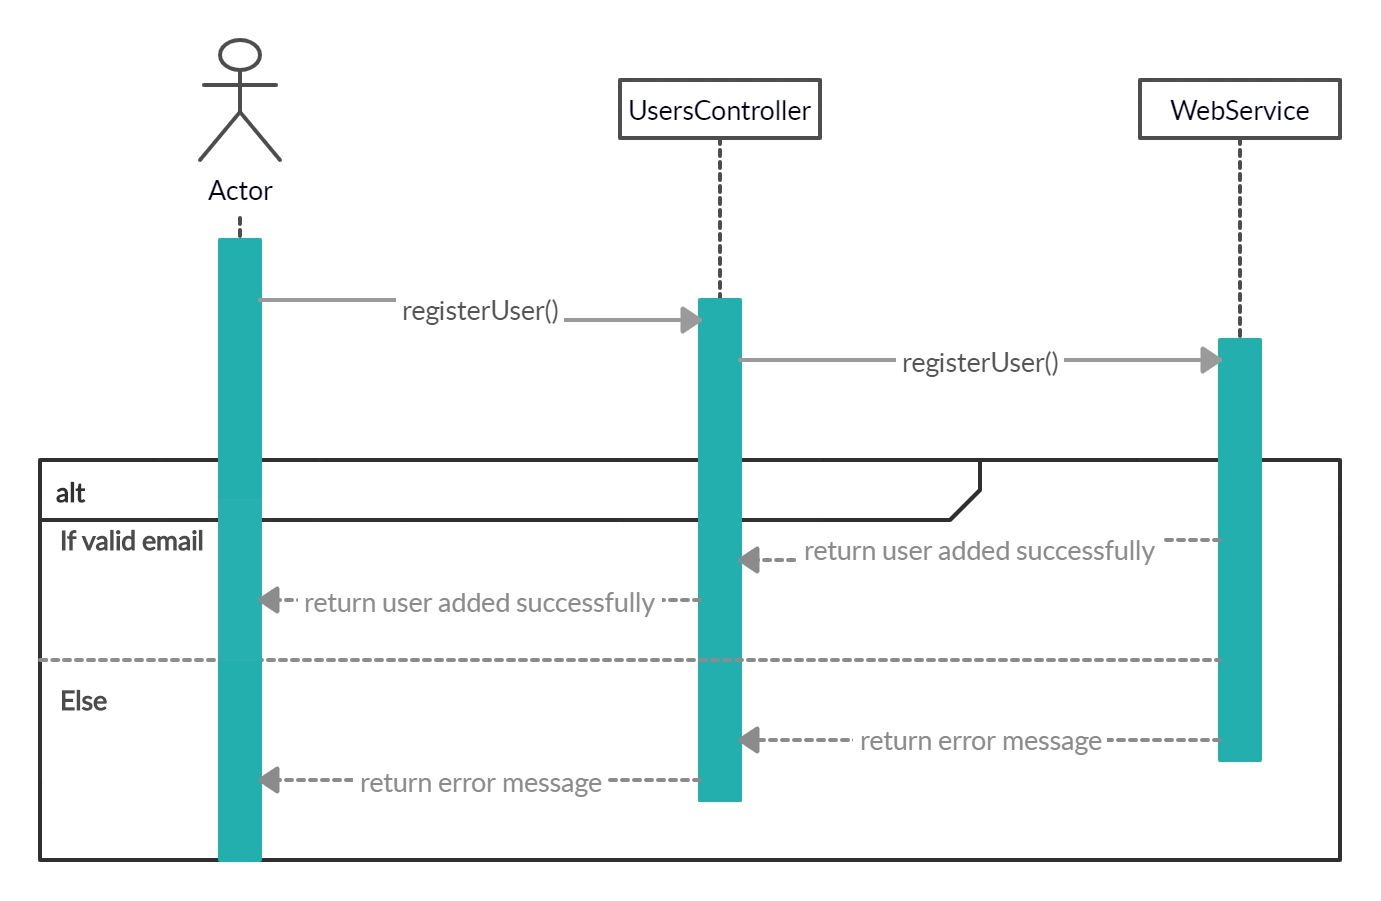 UsersController
WebService
Actor
registerUser()
registerUser()
alt
If valid email
return user added successfully
return user added successfully
Else
return error message
return error message